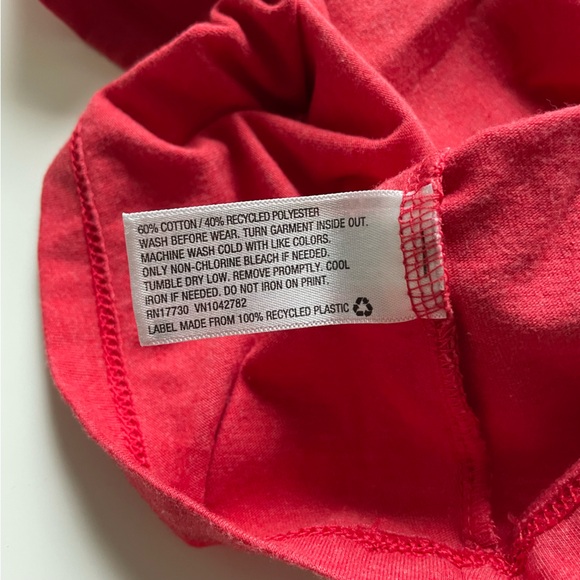 60% COTTON / 40% RECYCLED POLYESTER
WASH BEFORE WEAR. TURN GARMENT INSIDE OUT.
MACHINE WASH COLD WITH LIKE COLORS.
ONLY NON-CHLORINE BLEACH IF NEEDED.
TUMBLE DRY LOW. REMOVE PROMPTLY. COOL
IRON IF NEEDED. DO NOT IRON ON PRINT.
RN17730 VN1042782
LABEL MADE FROM 100% RECYCLED PLASTIC